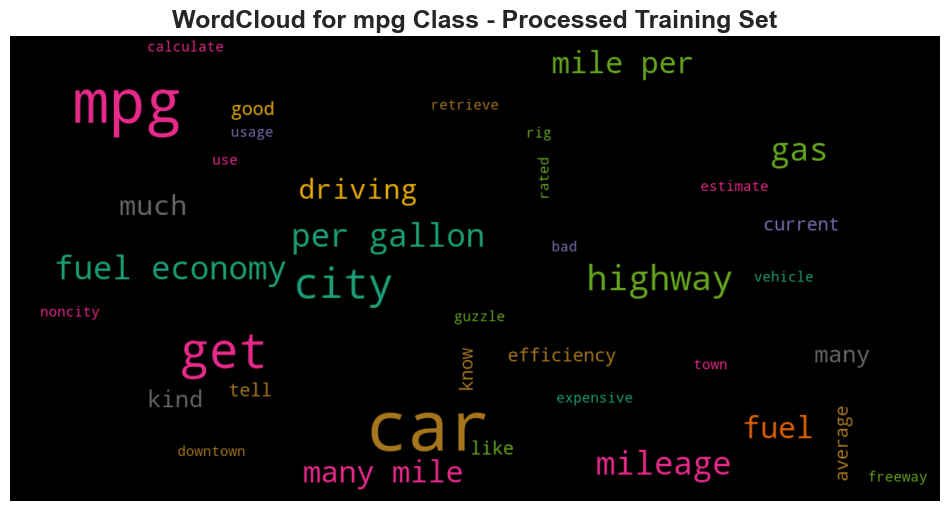 WordCloud for mpg Class - Processed Training Set
calculate
mile per
mpg
good
retrieve
usage
rig
gas
use
rated
estimate
driving
much
current
per gallon
bad
fuel economy
city
highway
vehicle
noncity
guzzle
get
know
efficiency
many
town
tell
kind
expensive
car
fuel
average
like
downtown
many mile
mileage
freeway